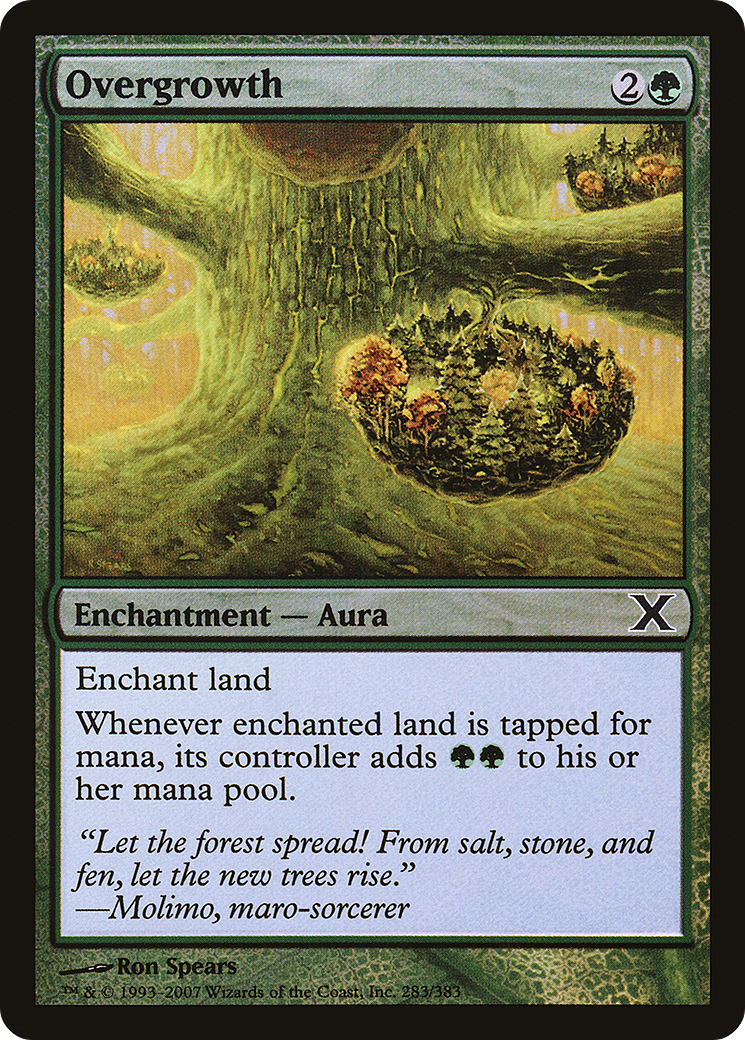 Overgrowth 2
Enchantment — Aura X
Enchant land
Whenever enchanted land is tapped for
mana, its controller adds to his or
her mana pool.
“Let the forest spread! From salt, stone, and
fen, let the new trees rise.”
—Molimo, maro-sorcerer
Ron Spears
™ & © 1993–2007 Wizards of the Coast, Inc. 283/383